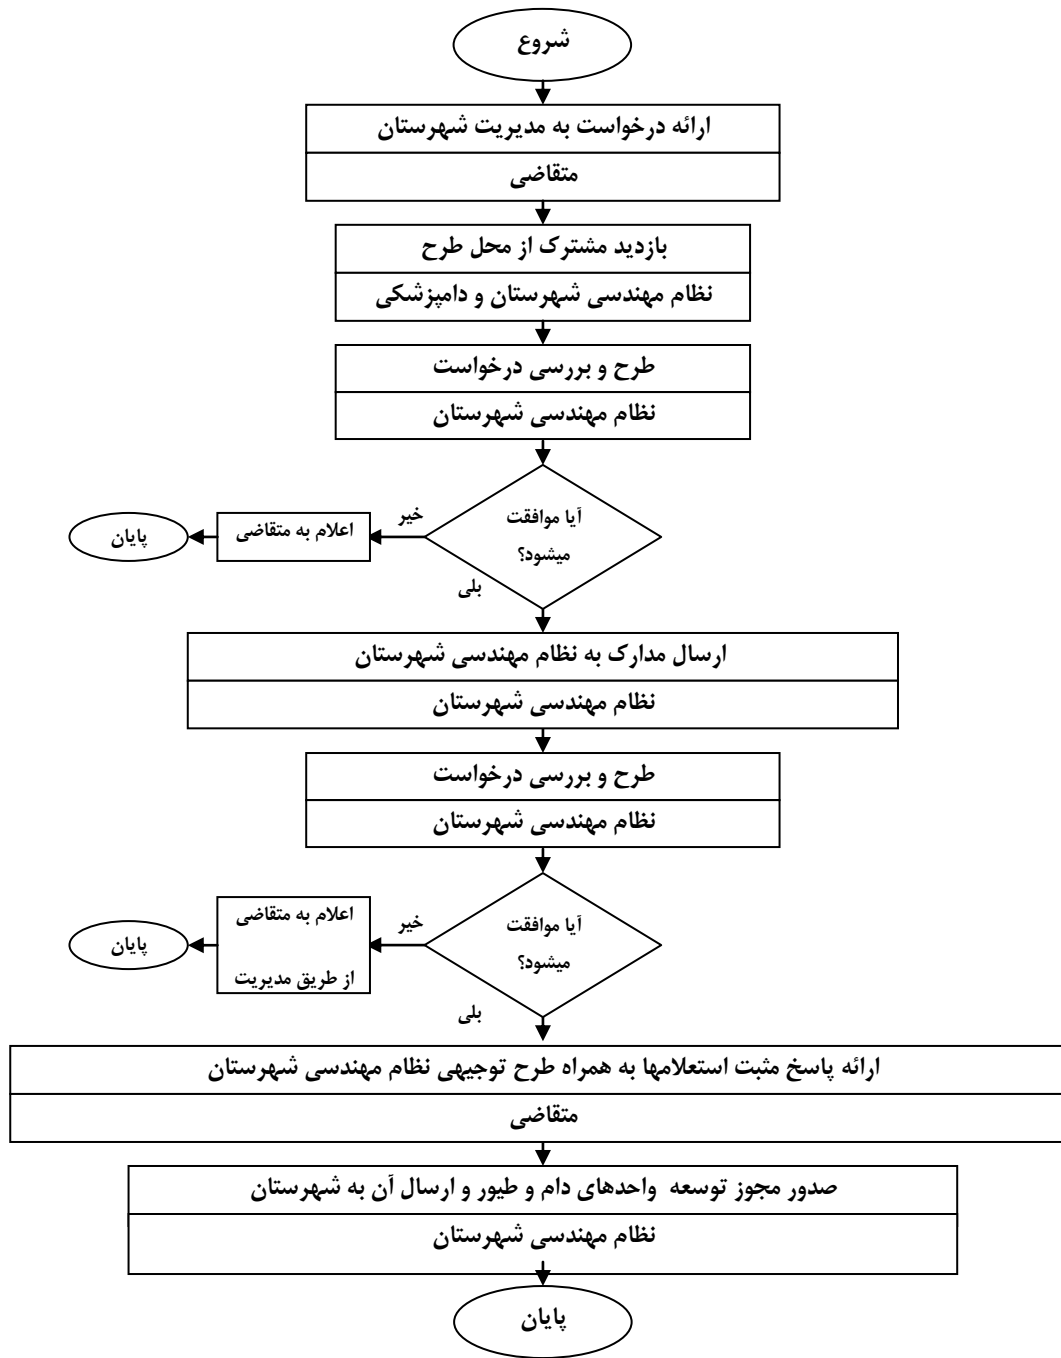 شروع
ارائه درخواست به مدیریت شهرستان
متقاضی
بازدید مشترک از محل طرح
نظام مهندسی شهرستان و دامپزشکی
طرح و بررسی درخواست
نظام مهندسی شهرستان
آیا موافقت
میشود؟
خیر
اعلام به متقاضی
پایان
بلی
ارسال مدارک به نظام مهندسی شهرستان
نظام مهندسی شهرستان
طرح و بررسی درخواست
نظام مهندسی شهرستان
آیا موافقت
میشود؟
خیر
اعلام به متقاضی
از طریق مدیریت
پایان
بلی
ارائه پاسخ مثبت استعلامها به همراه طرح توجیهی نظام مهندسی شهرستان
متقاضی
صدور مجوز توسعه واحدهای دام و طیور و ارسال آن به شهرستان
نظام مهندسی شهرستان
پایان